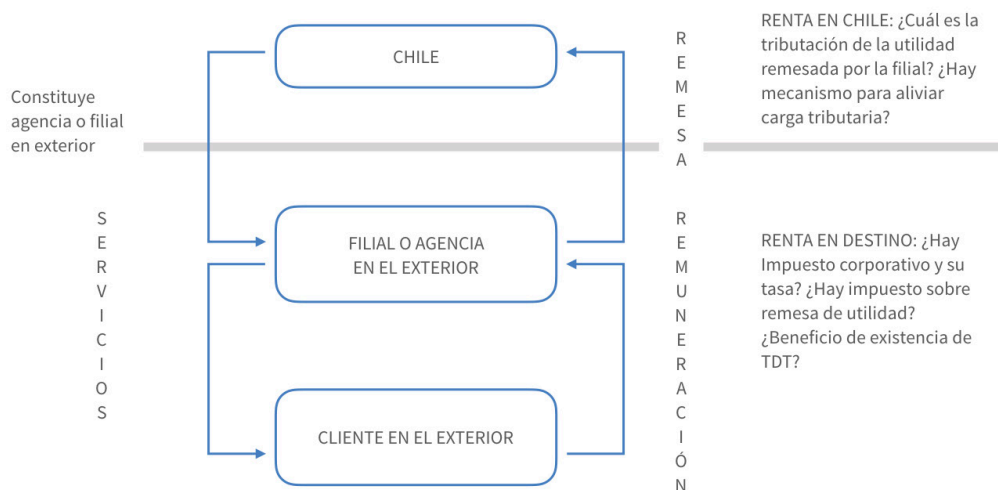 CHILE
Constituye
agencia o filial
en exterior
REMESA
RENTA EN CHILE: ¿Cuál es la
tributación de la utilidad
remesada por la filial? ¿Hay
mecanismo para aliviar
carga tributaria?
SERVICIOS
FILIAL O AGENCIA
EN EL EXTERIOR
REMUNERACIÓN
RENTA EN DESTINO: ¿Hay
Impuesto corporativo y su
tasa? ¿Hay impuesto sobre
remesa de utilidad?
¿Beneficio de existencia de
TDT?
CLIENTE EN EL EXTERIOR